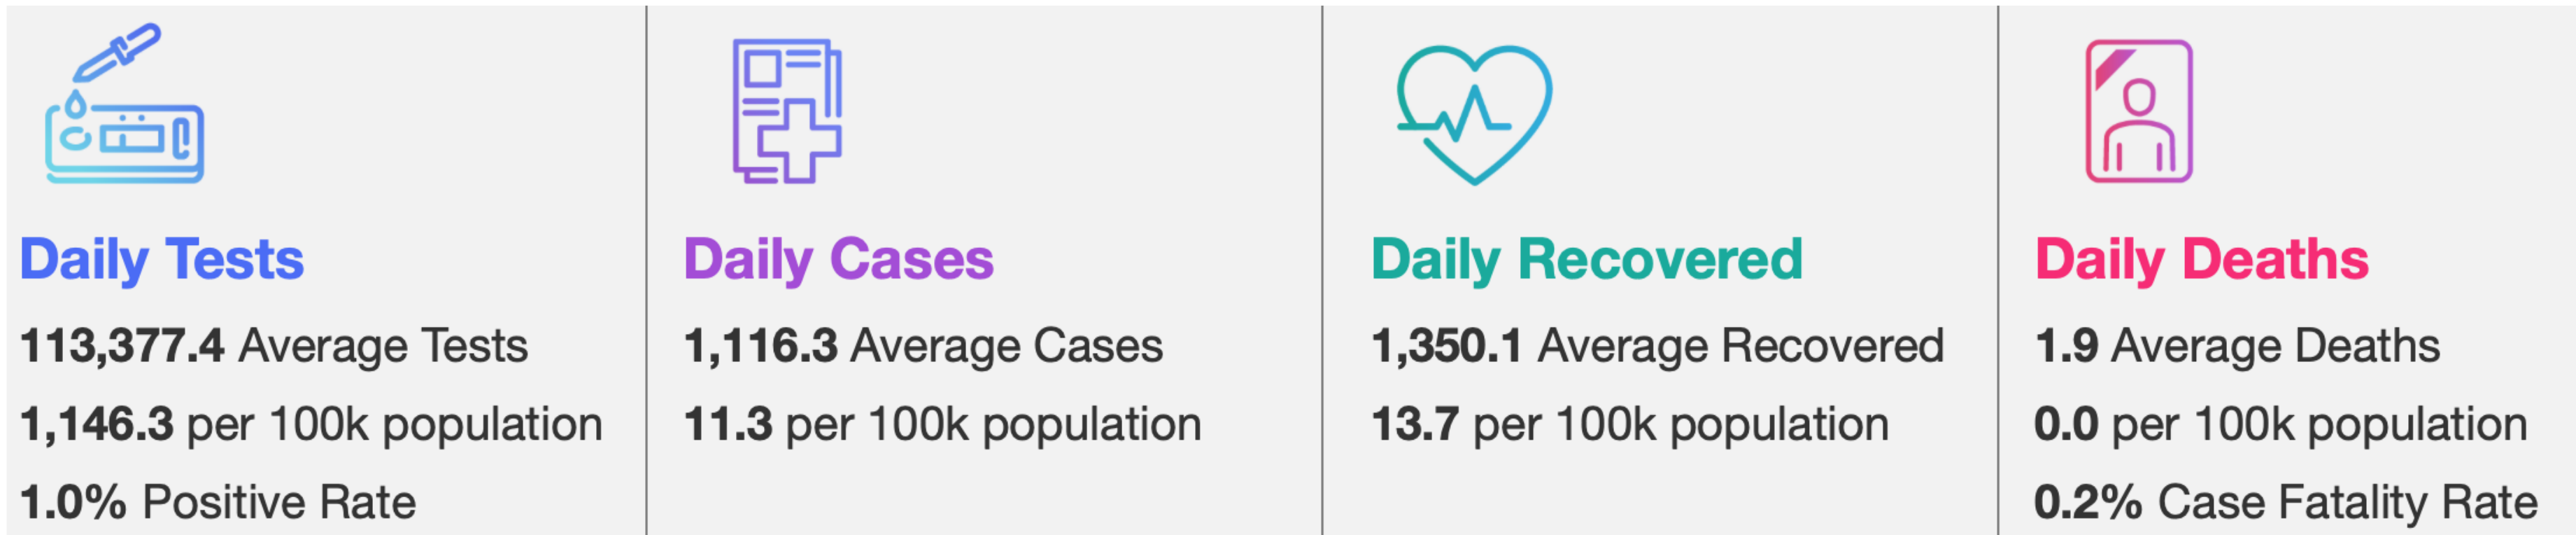 Daily Tests
113,377.4 Average Tests
1,146.3 per 100k population
1.0% Positive Rate
Daily Cases
1,116.3 Average Cases
11.3 per 100k population
Daily Recovered
1,350.1 Average Recovered
13.7 per 100k population
Daily Deaths
1.9 Average Deaths
0.0 per 100k population
0.2% Case Fatality Rate